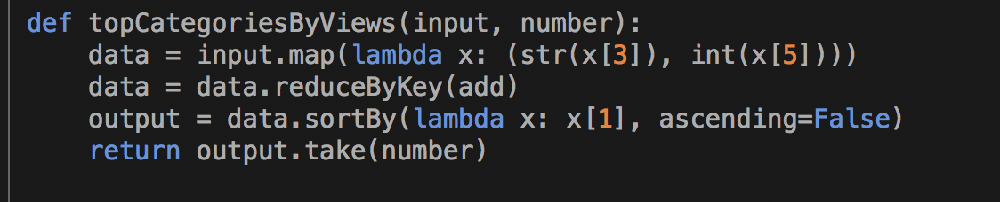 def topCategoriesByViews(input, number):
    data = input.map(lambda x: (str(x[3]), int(x[5])))
    data = data.reduceByKey(add)
    output = data.sortBy(lambda x: x[1], ascending=False)
    return output.take(number)